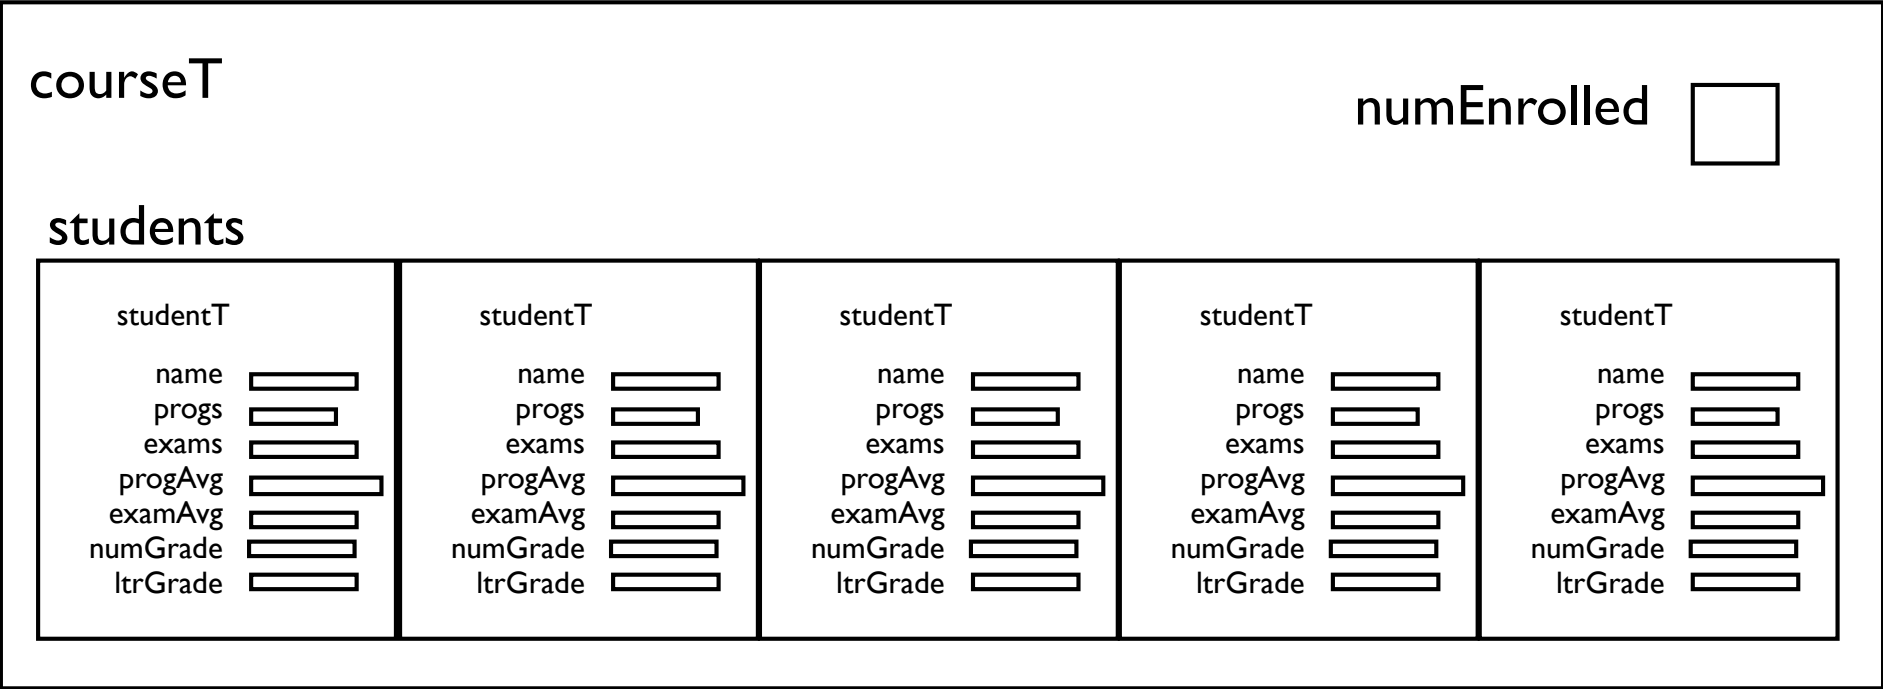 courseT
numEnrolled
students
studentT studentT studentT studentT studentT
name name name name name
progs progs progs progs progs
exams exams exams exams exams
progAvg progAvg progAvg progAvg progAvg
examAvg examAvg examAvg examAvg examAvg
numGrade numGrade numGrade numGrade numGrade
ltrGrade ltrGrade ltrGrade ltrGrade ltrGrade